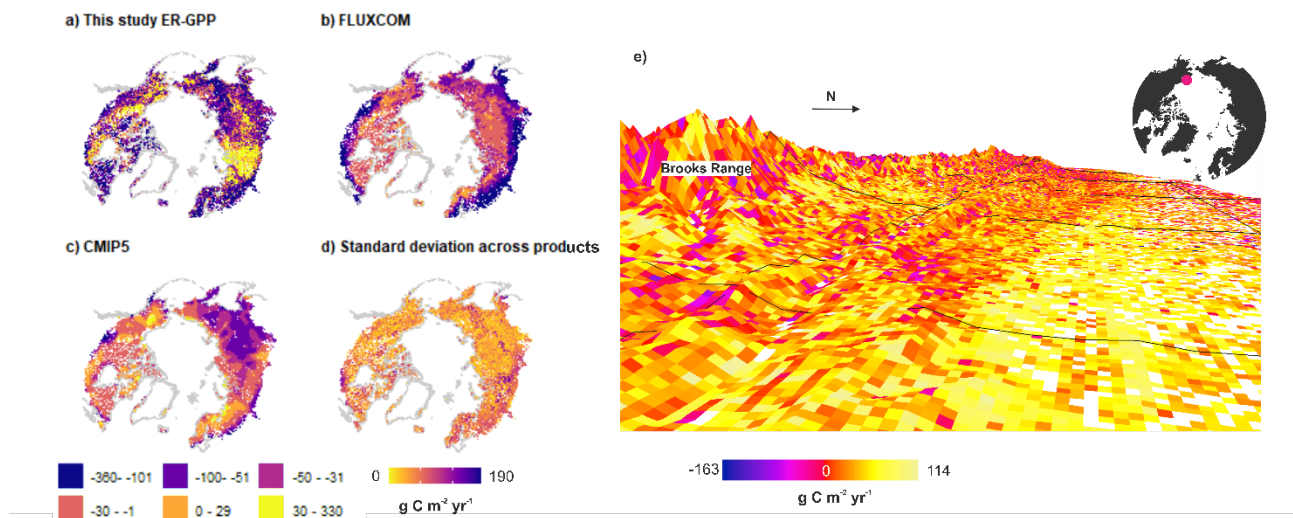 a) This study ER-GPP
b) FLUXCOM
c) CMIP5
d) Standard deviation across products
-360- -101
-100- -51
-50 - -31
-30 - -1
0 - 29
30 - 330
0
190
g C m⁻² yr⁻¹
e)
N
Brooks Range
-163
0
114
g C m⁻² yr⁻¹